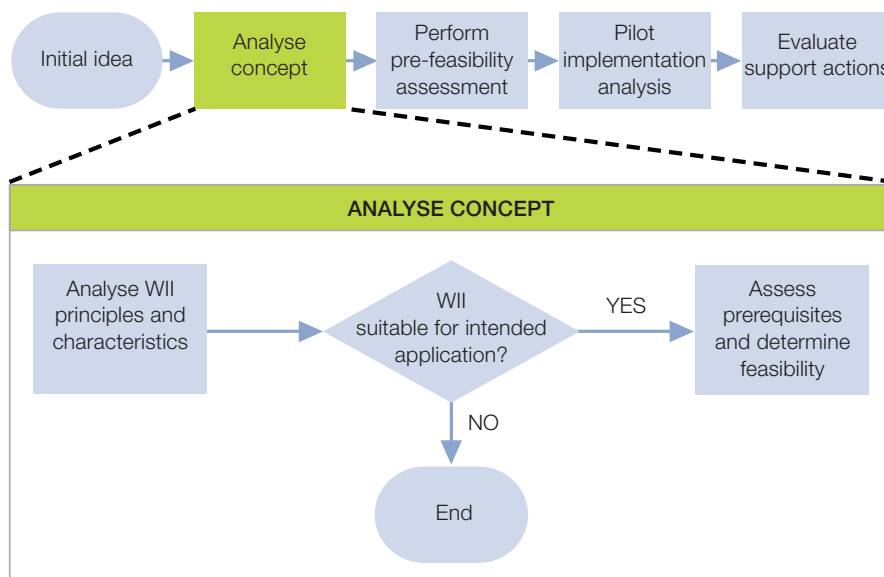 Initial idea
Analyse
concept
Perform
pre-feasibility
assessment
Pilot
implementation
analysis
Evaluate
support actions
ANALYSE CONCEPT
Analyse WII
principles and
characteristics
WII
suitable for intended
application?
YES
Assess
prerequisites
and determine
feasibility
NO
End